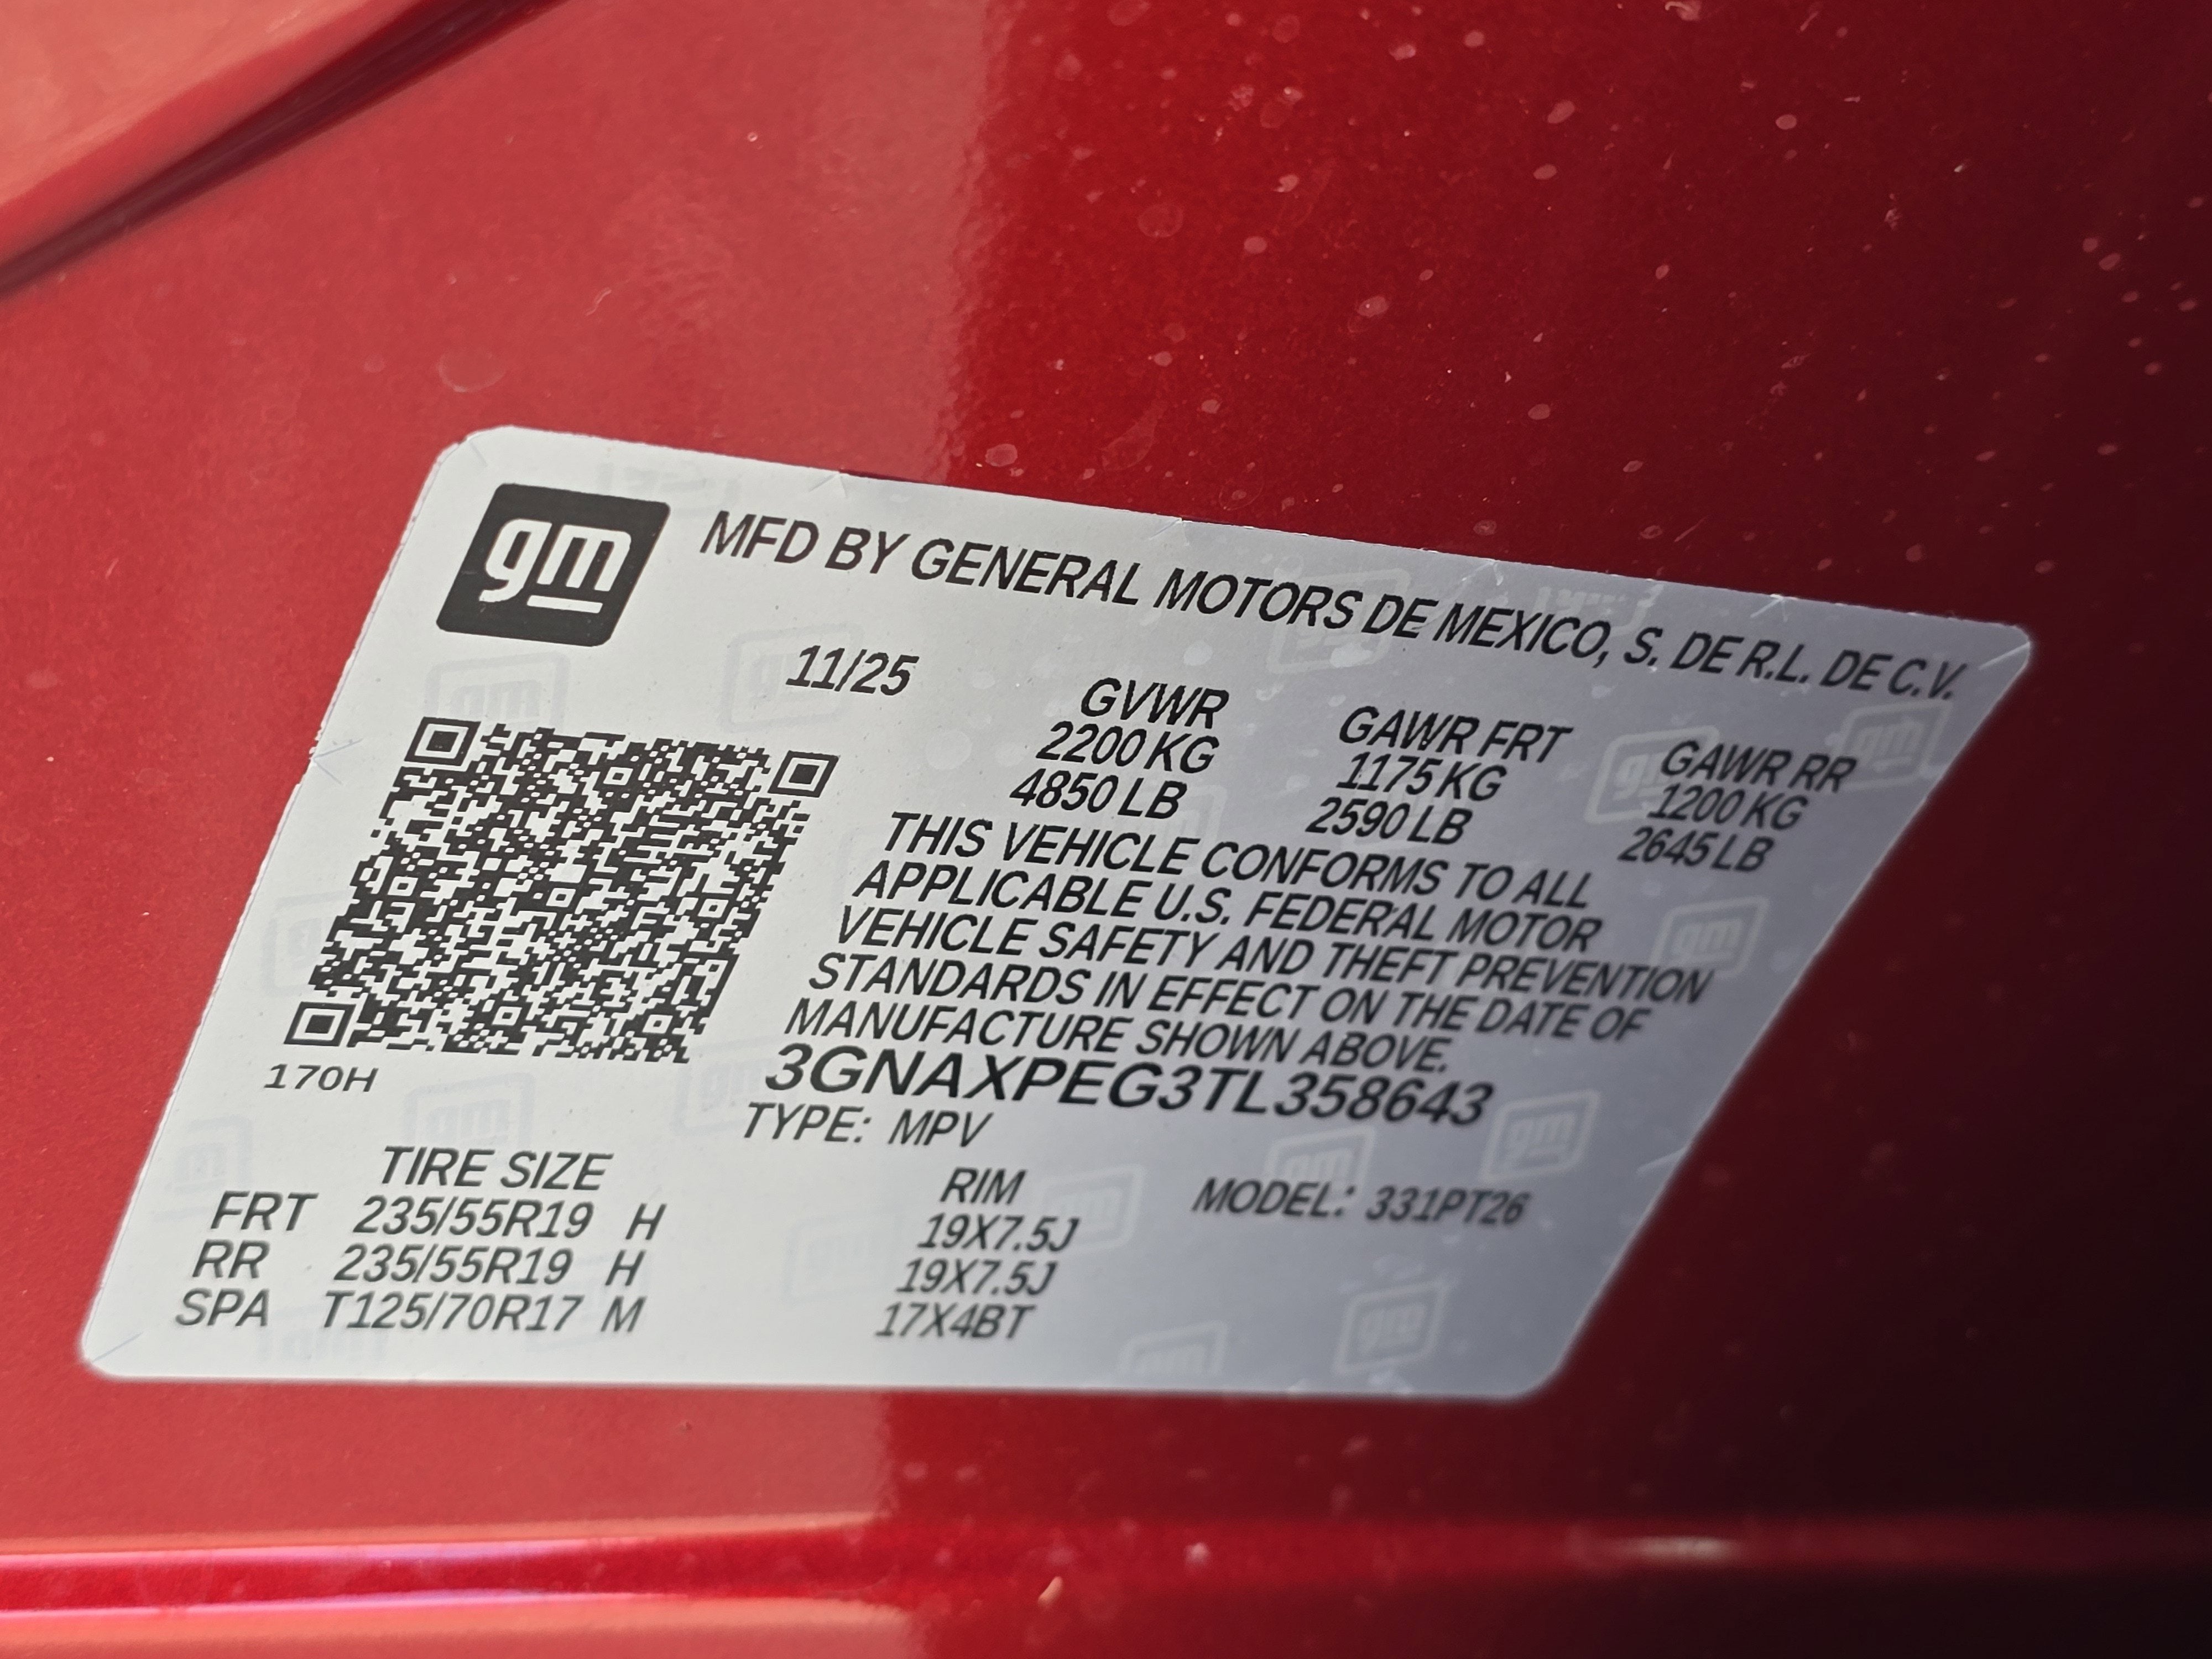 gm
MFD BY GENERAL MOTORS DE MEXICO, S. DE R.L. DE C.V.
11/25
GVWR GAWR FRT GAWR RR
2200 KG 1175 KG 1200 KG
4850 LB 2590 LB 2645 LB
THIS VEHICLE CONFORMS TO ALL
APPLICABLE U.S. FEDERAL MOTOR
VEHICLE SAFETY AND THEFT PREVENTION
STANDARDS IN EFFECT ON THE DATE OF
MANUFACTURE SHOWN ABOVE.
170H
3GNAXPEG3TL358643
TYPE: MPV
TIRE SIZE RIM MODEL: 331PT26
FRT 235/55R19 H 19X7.5J
RR 235/55R19 H 19X7.5J
SPA T125/70R17 M 17X4BT